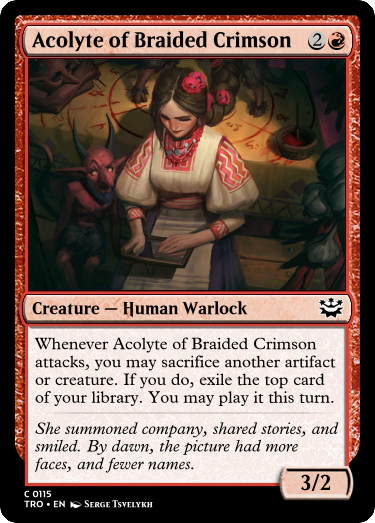 Acolyte of Braided Crimson 2
Creature — Human Warlock
Whenever Acolyte of Braided Crimson
attacks, you may sacrifice another artifact
or creature. If you do, exile the top card
of your library. You may play it this turn.
She summoned company, shared stories, and
smiled. By dawn, the picture had more
faces, and fewer names.
3/2
C 0115
TRO • EN Serge Tsvelykh